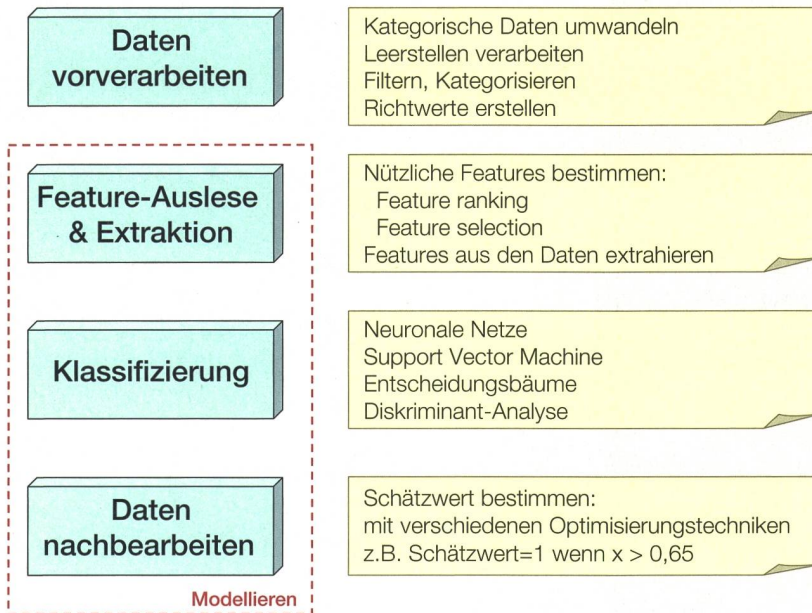 Daten
vorverarbeiten
Kategorische Daten umwandeln
Leerstellen verarbeiten
Filtern, Kategorisieren
Richtwerte erstellen
Feature-Auslese
& Extraktion
Nützliche Features bestimmen:
Feature ranking
Feature selection
Features aus den Daten extrahieren
Klassifizierung
Neuronale Netze
Support Vector Machine
Entscheidungsbäume
Diskriminant-Analyse
Daten
nachbearbeiten
Schätzwert bestimmen:
mit verschiedenen Optimisierungstechniken
z.B. Schätzwert=1 wenn x > 0,65
Modellieren